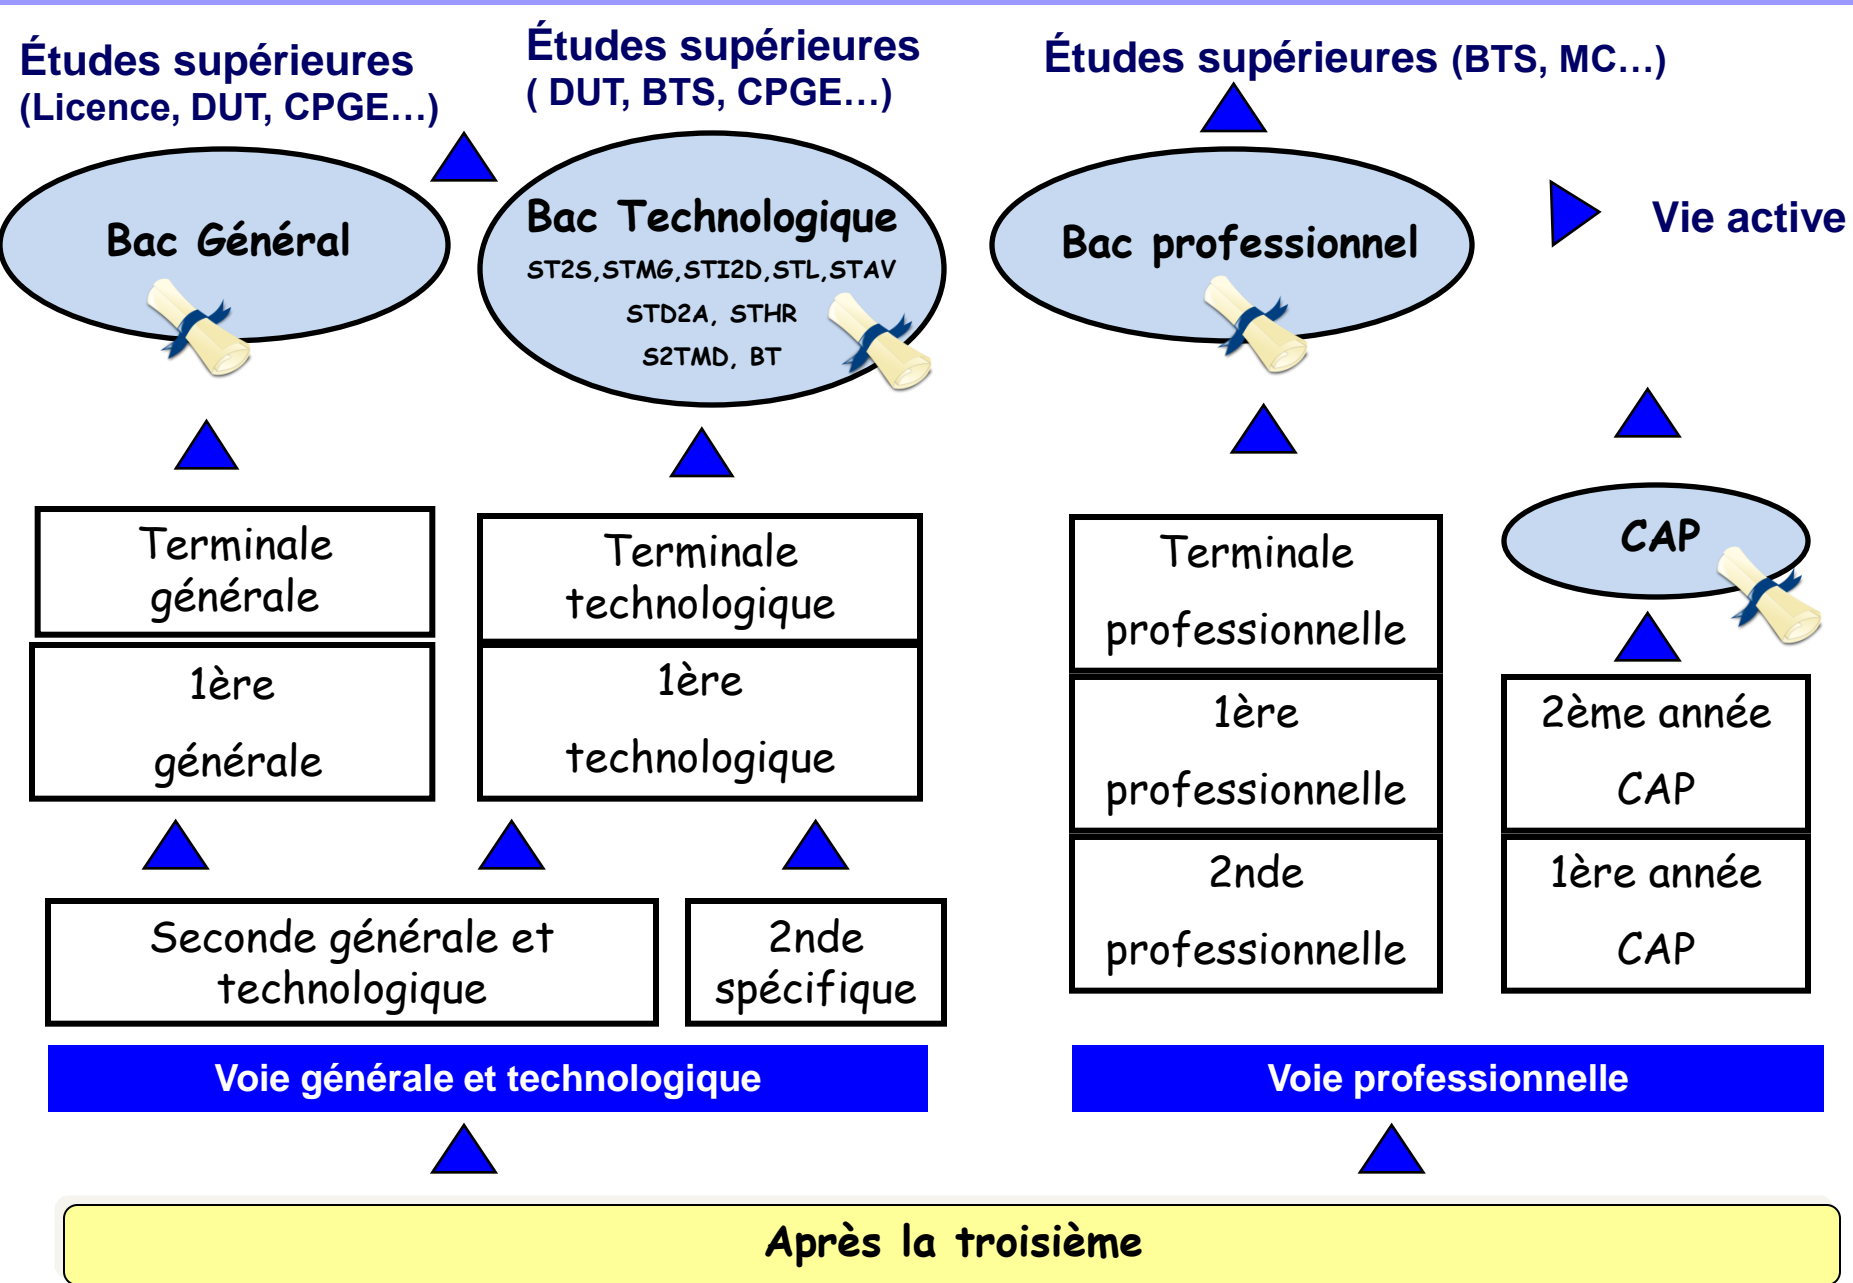 Études supérieures
(Licence, DUT, CPGE…)
Études supérieures
( DUT, BTS, CPGE…)
Études supérieures (BTS, MC…)
Bac Général
Bac Technologique
ST2S,STMG,STI2D,STL,STAV
STD2A, STHR
S2TMD, BT
Bac professionnel
Vie active
Terminale
générale
1ère
générale
Terminale
technologique
1ère
technologique
Terminale
professionnelle
1ère
professionnelle
2nde
professionnelle
CAP
2ème année
CAP
1ère année
CAP
Seconde générale et
technologique
2nde
spécifique
Voie générale et technologique
Voie professionnelle
Après la troisième